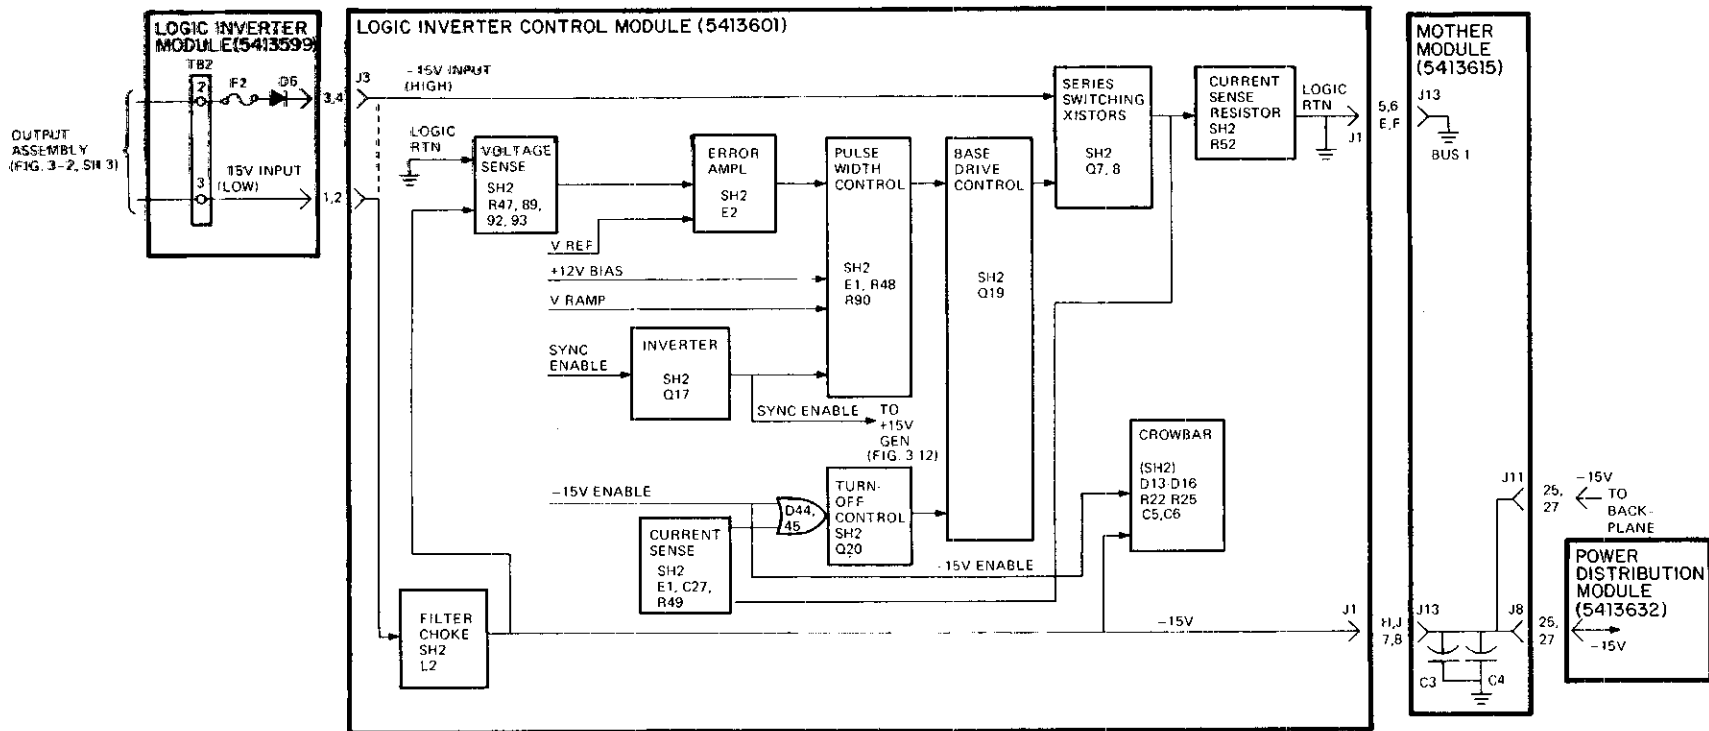 LOGIC INVERTER
MODULE(5413599)
TB2
2
F2
D6
3,4
OUTPUT
ASSEMBLY
(FIG. 3-2, SH 3)
15V INPUT
(LOW)
3
1,2
LOGIC INVERTER CONTROL MODULE (5413601)
J3
-15V INPUT
(HIGH)
LOGIC
RTN
VOLTAGE
SENSE
SH2
R47, 89,
92, 93
ERROR
AMPL
SH2
E2
PULSE
WIDTH
CONTROL
SH2
E1, R48
R90
BASE
DRIVE
CONTROL
SH2
Q19
SERIES
SWITCHING
XISTORS
SH2
Q7, 8
CURRENT
SENSE
RESISTOR
SH2
R52
LOGIC
RTN
J1
V REF
+12V BIAS
V RAMP
SYNC
ENABLE
INVERTER
SH2
Q17
SYNC ENABLE
TO
+15V
GEN
(FIG. 3 12)
-15V ENABLE
D44,
45
TURN-
OFF
CONTROL
SH2
Q20
CURRENT
SENSE
SH2
E1, C27,
R49
-15V ENABLE
CROWBAR
(SH2)
D13-D16
R22 R25
C5,C6
FILTER
CHOKE
SH2
L2
-15V
J1
MOTHER
MODULE
(5413615)
5,6
E,F
J13
BUS 1
J11
25,
27
-15V
TO
BACK-
PLANE
H,J
7,8
J13
J8
25,
27
C3
C4
POWER
DISTRIBUTION
MODULE
(5413632)
-15V